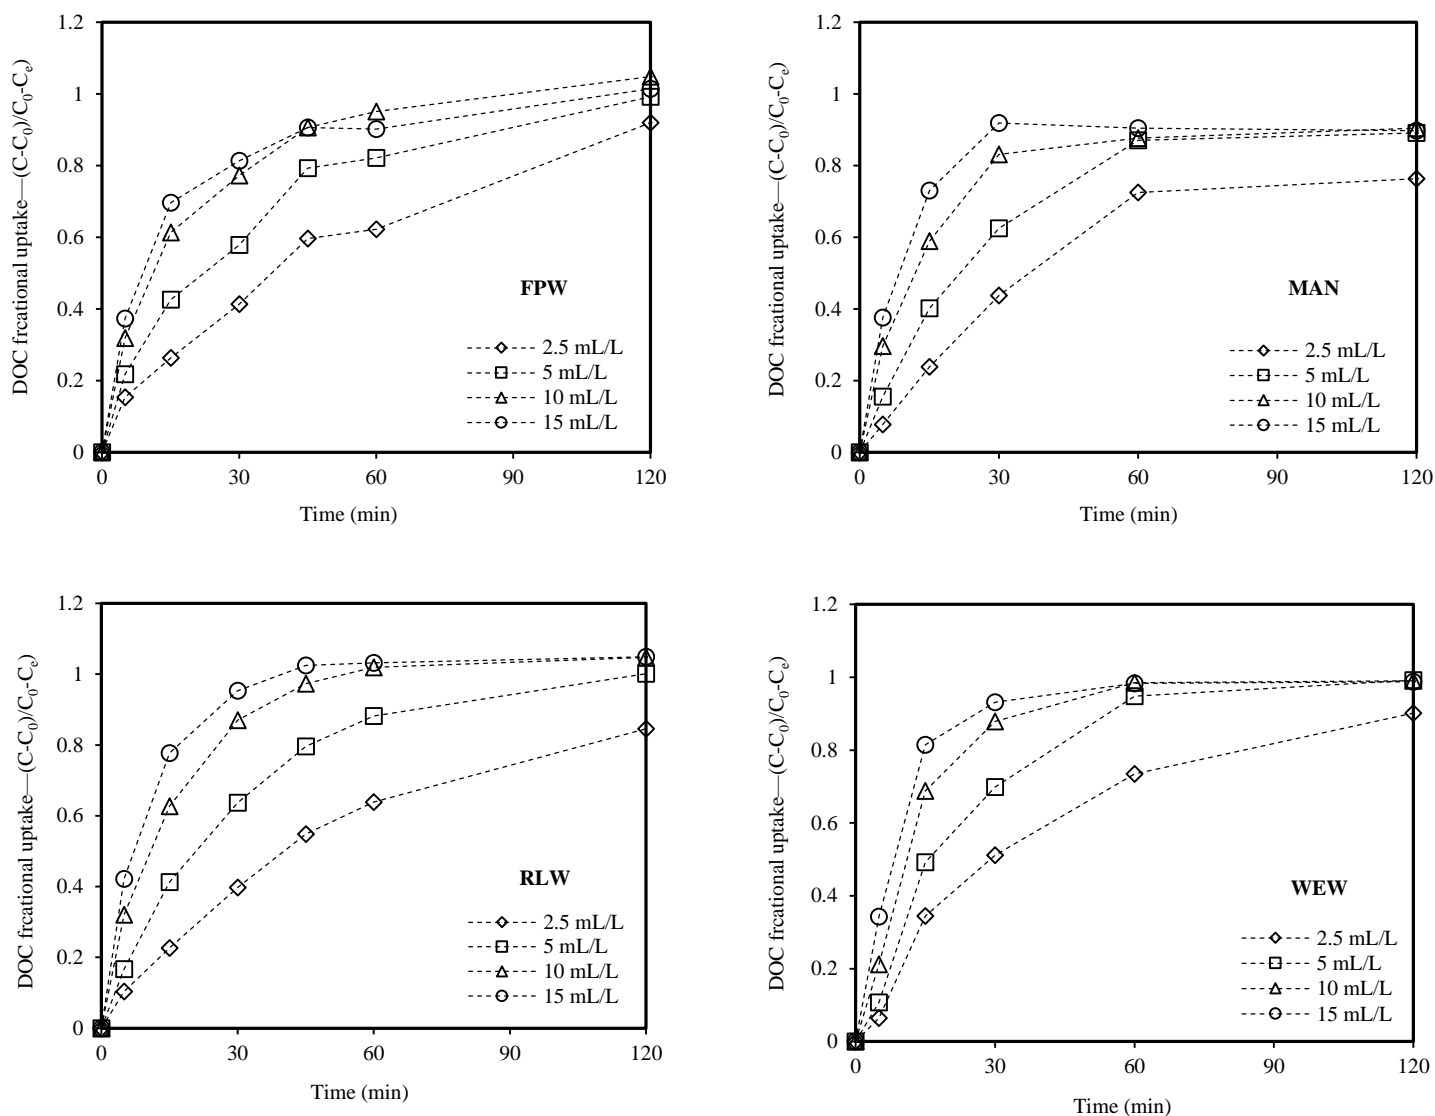 1.2
1
0.8
0.6
0.4
0.2
0
DOC frcational uptake—(C-C0)/C0-Ce)
FPW
2.5 mL/L
5 mL/L
10 mL/L
15 mL/L
0 30 60 90 120
Time (min)
1.2
1
0.8
0.6
0.4
0.2
0
DOC frcational uptake—(C-C0)/C0-Ce)
MAN
2.5 mL/L
5 mL/L
10 mL/L
15 mL/L
0 30 60 90 120
Time (min)
1.2
1
0.8
0.6
0.4
0.2
0
DOC frcational uptake—(C-C0)/C0-Ce)
RLW
2.5 mL/L
5 mL/L
10 mL/L
15 mL/L
0 30 60 90 120
Time (min)
1.2
1
0.8
0.6
0.4
0.2
0
DOC frcational uptake—(C-C0)/C0-Ce)
WEW
2.5 mL/L
5 mL/L
10 mL/L
15 mL/L
0 30 60 90 120
Time (min)